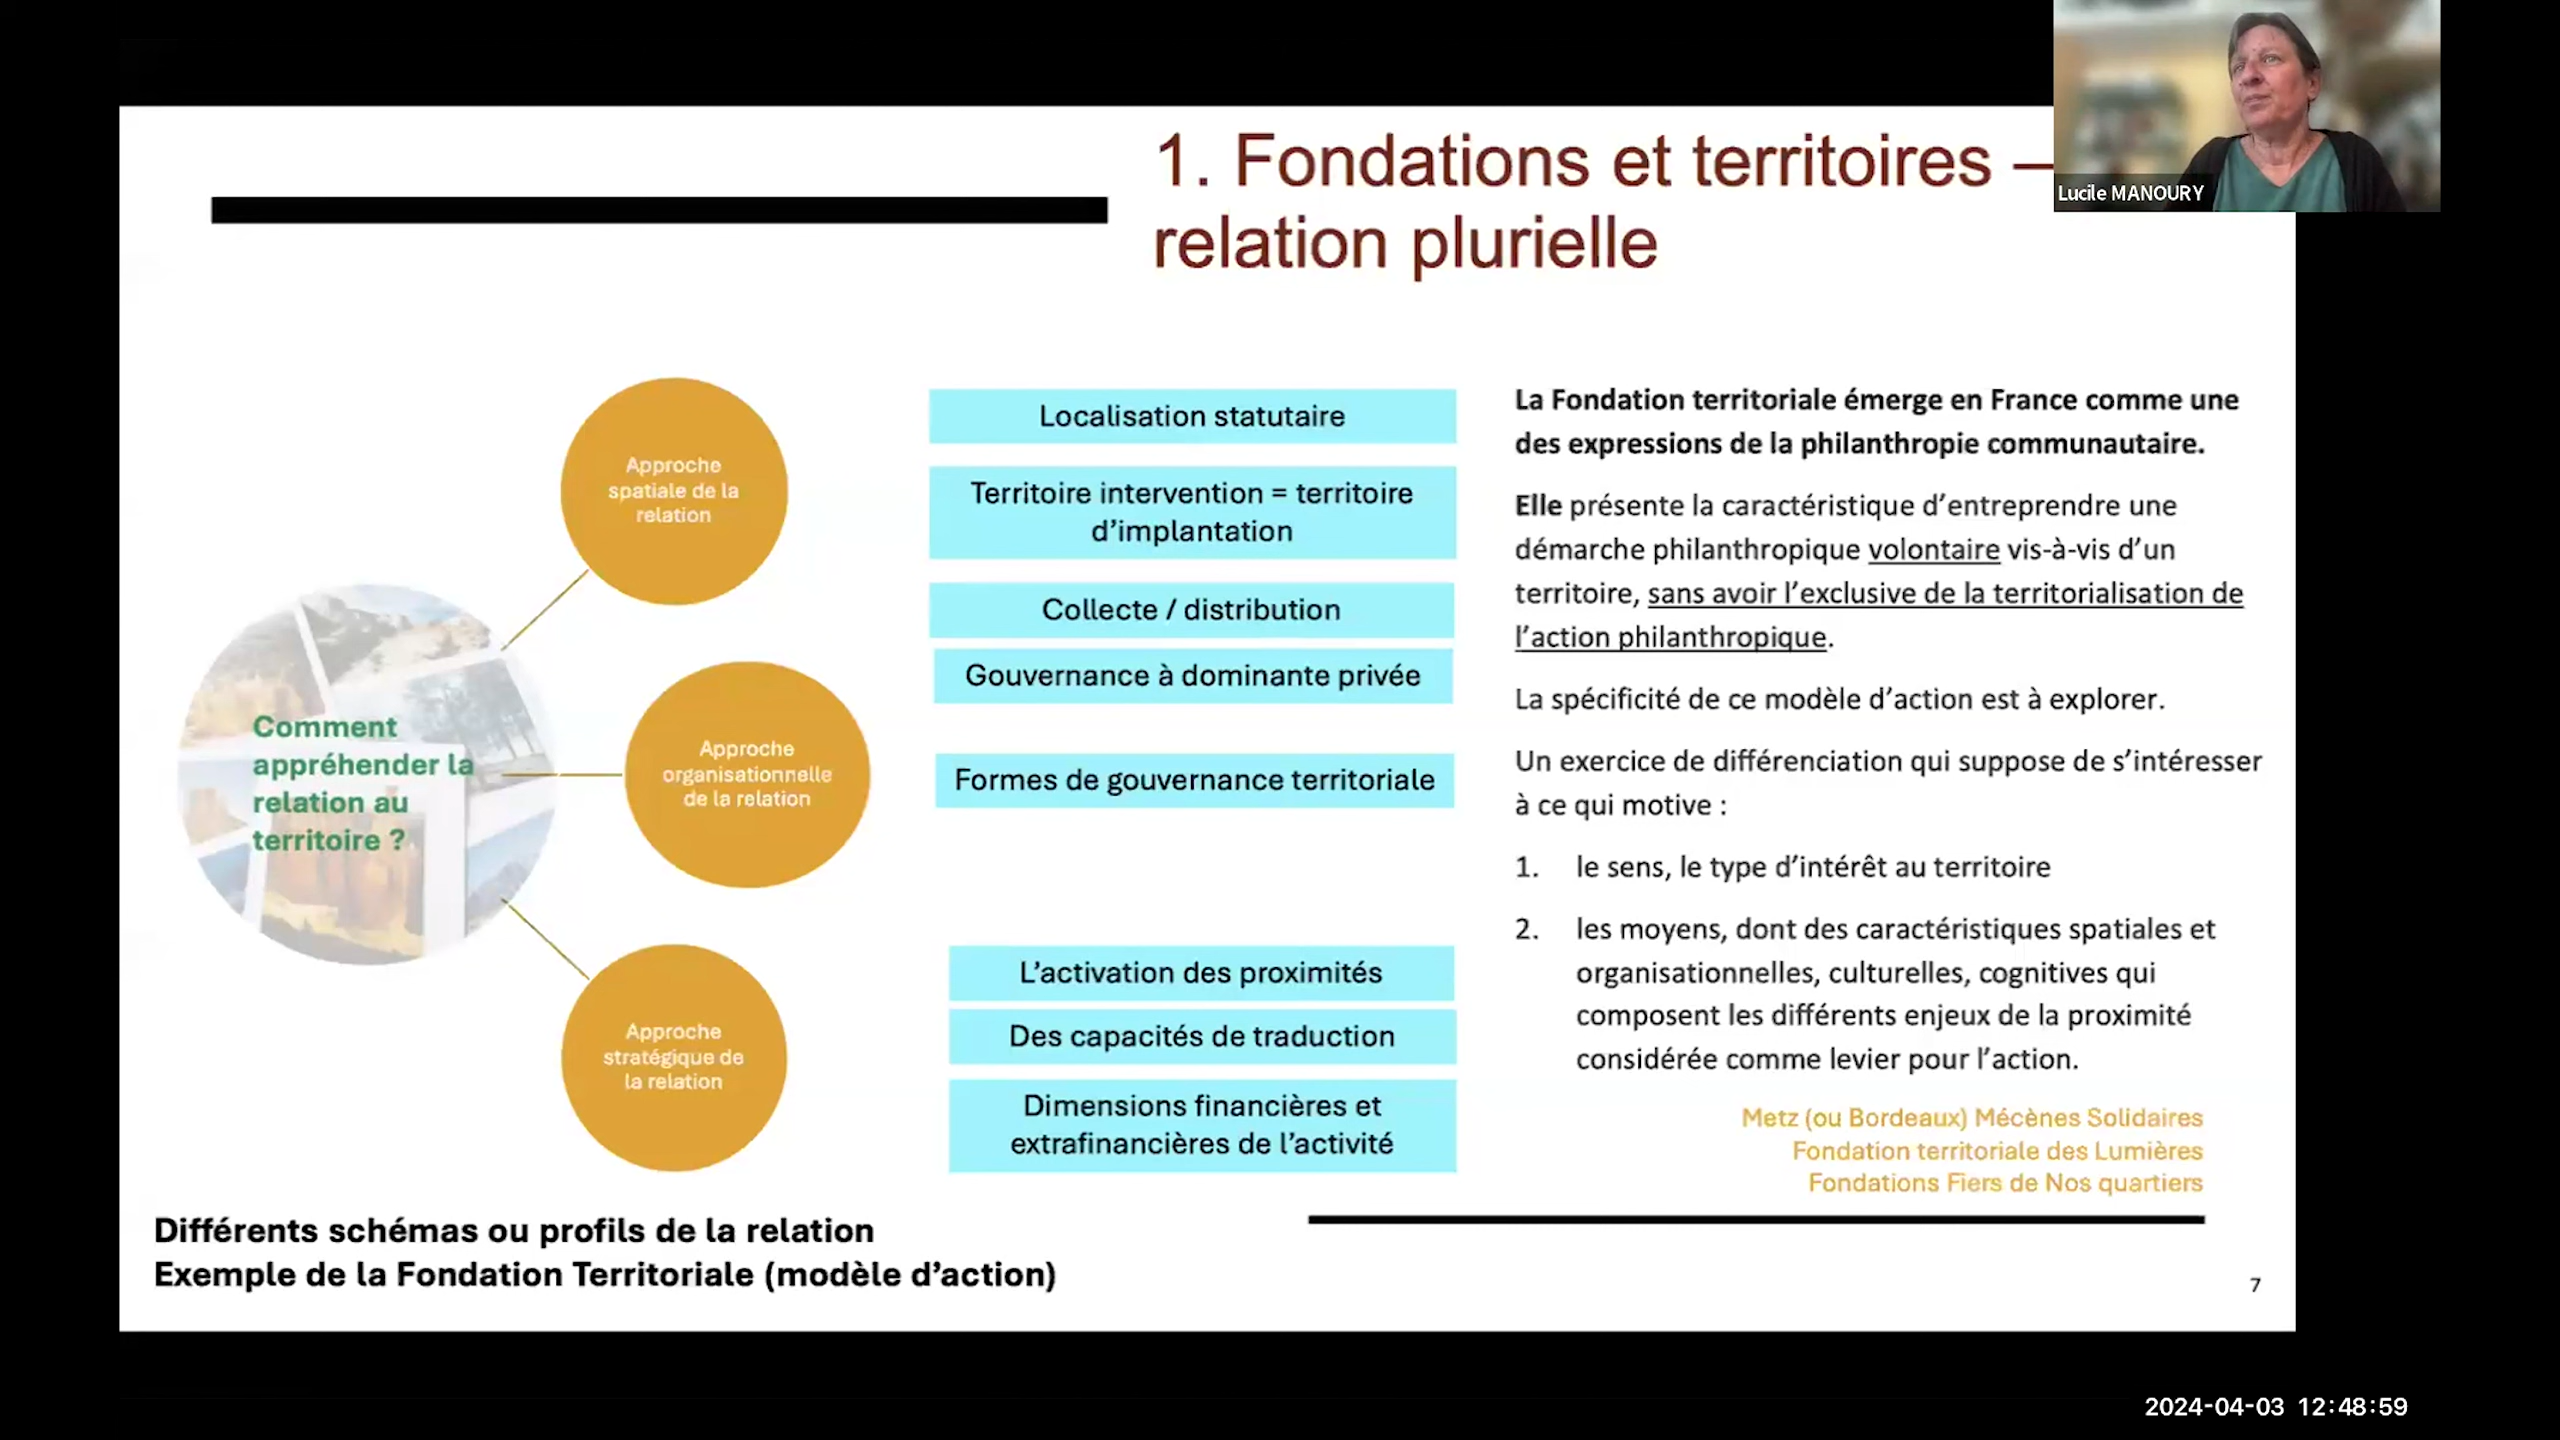 Lucile MANOURY
1. Fondations et territoires –
relation plurielle
Comment
appréhender la
relation au
territoire ?
Approche
spatiale de la
relation
Approche
organisationnelle
de la relation
Approche
stratégique de
la relation
Localisation statutaire
Territoire intervention = territoire
d’implantation
Collecte / distribution
Gouvernance à dominante privée
Formes de gouvernance territoriale
L’activation des proximités
Des capacités de traduction
Dimensions financières et
extrafinancières de l’activité
La Fondation territoriale émerge en France comme une
des expressions de la philanthropie communautaire.
Elle présente la caractéristique d’entreprendre une
démarche philanthropique volontaire vis-à-vis d’un
territoire, sans avoir l’exclusive de la territorialisation de
l’action philanthropique.
La spécificité de ce modèle d’action est à explorer.
Un exercice de différenciation qui suppose de s’intéresser
à ce qui motive :
1. le sens, le type d’intérêt au territoire
2. les moyens, dont des caractéristiques spatiales et
organisationnelles, culturelles, cognitives qui
composent les différents enjeux de la proximité
considérée comme levier pour l’action.
Metz (ou Bordeaux) Mécènes Solidaires
Fondation territoriale des Lumières
Fondations Fiers de Nos quartiers
Différents schémas ou profils de la relation
Exemple de la Fondation Territoriale (modèle d’action)
7
2024-04-03 12:48:59